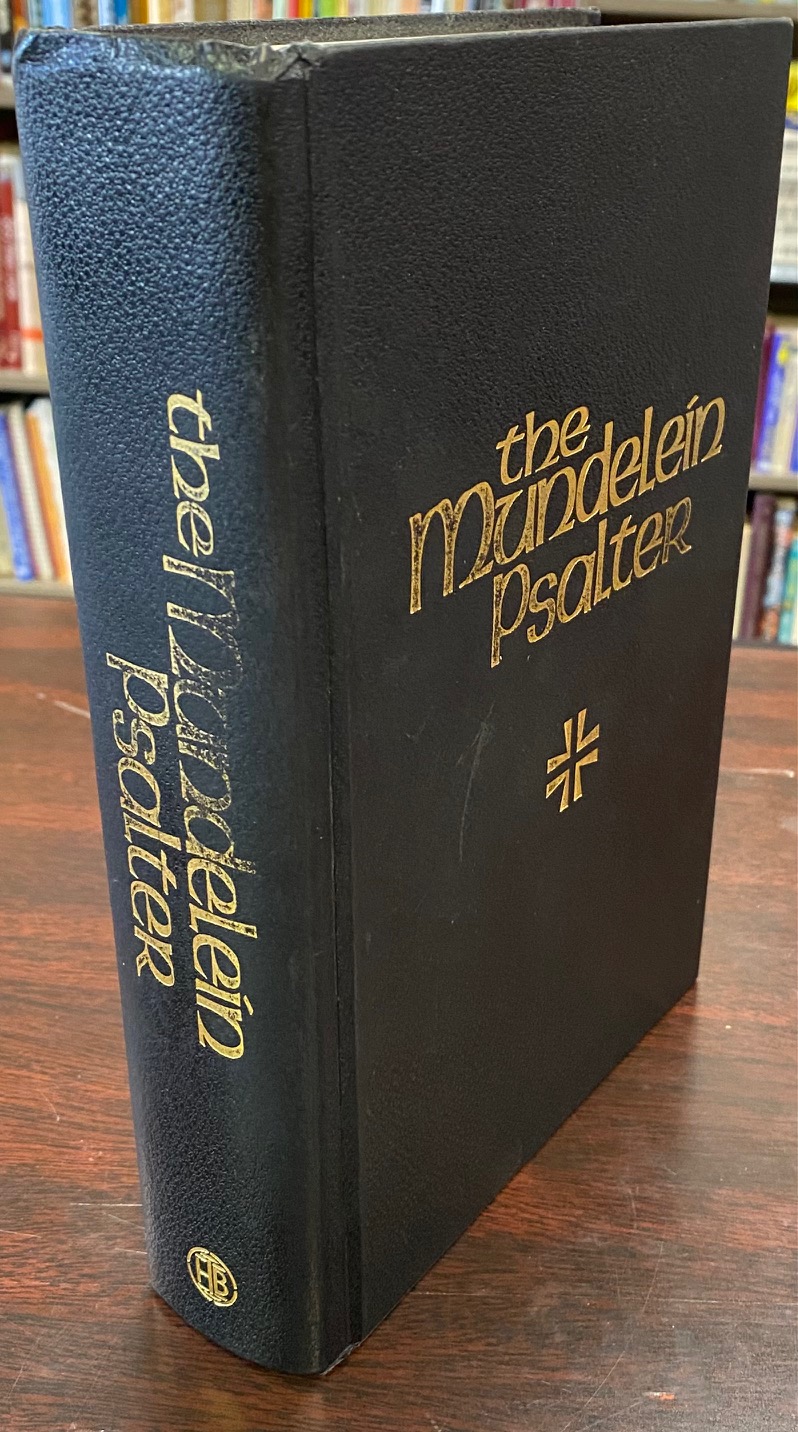 the
Mundelein
Psalter
the Mundelein
Psalter
HB